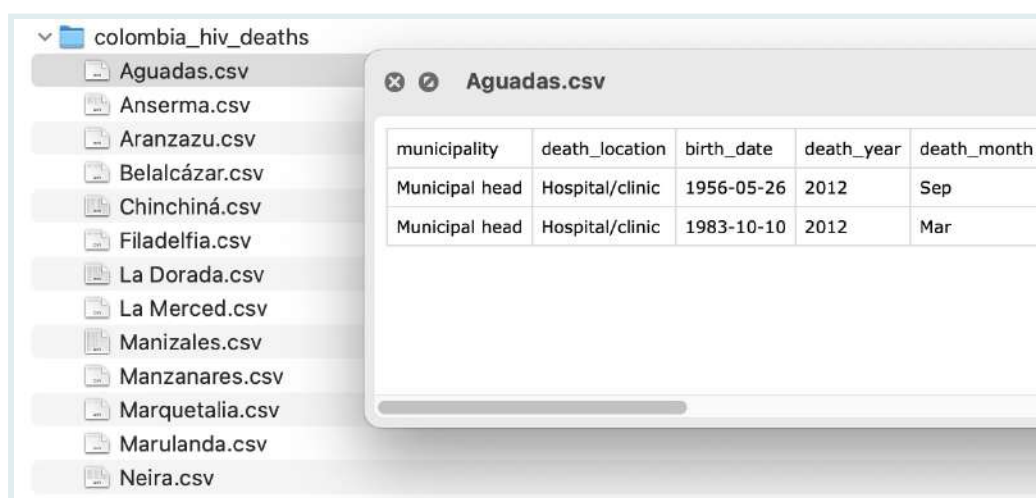 colombia_hiv_deaths
Aguadas.csv
Anserma.csv
Aranzazu.csv
Belalcázar.csv
Chinchiná.csv
Filadelfia.csv
La Dorada.csv
La Merced.csv
Manizales.csv
Manzanares.csv
Marquetalia.csv
Marulanda.csv
Neira.csv
Aguadas.csv
municipality death_location birth_date death_year death_month
Municipal head Hospital/clinic 1956-05-26 2012 Sep
Municipal head Hospital/clinic 1983-10-10 2012 Mar